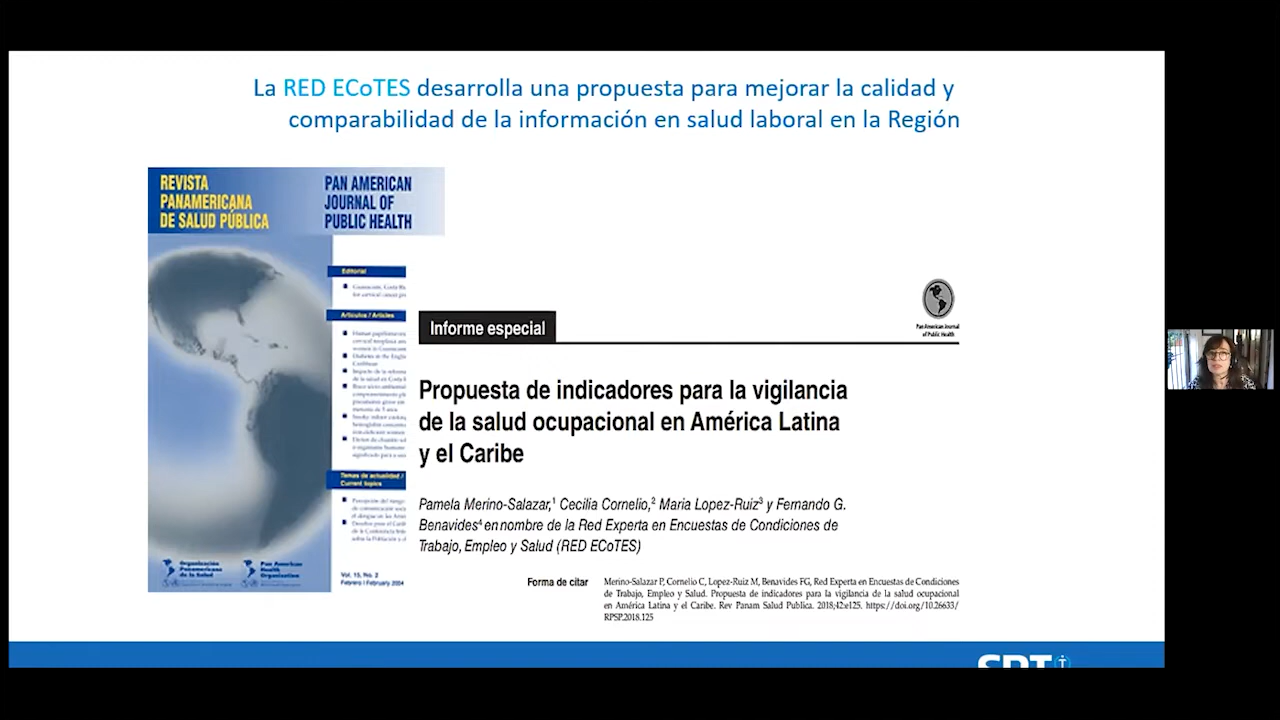 La RED ECoTES desarrolla una propuesta para mejorar la calidad y
comparabilidad de la información en salud laboral en la Región
REVISTA
PANAMERICANA
DE SALUD PÚBLICA
PAN AMERICAN
JOURNAL OF
PUBLIC HEALTH
Editorial
Artículos / Articles
Temas de actualidad /
Current topics
Organización
Panamericana
de la Salud
Pan American
Health
Organization
Vol. 15, No. 2
Febrero / February 2004
Pan American Journal
of Public Health
Informe especial
Propuesta de indicadores para la vigilancia
de la salud ocupacional en América Latina
y el Caribe
Pamela Merino-Salazar,¹ Cecilia Cornelio,² Maria Lopez-Ruiz³ y Fernando G.
Benavides⁴ en nombre de la Red Experta en Encuestas de Condiciones de
Trabajo, Empleo y Salud (RED ECoTES)
Forma de citar
Merino-Salazar P, Cornelio C, Lopez-Ruiz M, Benavides FG, Red Experta en Encuestas de Condiciones
de Trabajo, Empleo y Salud. Propuesta de indicadores para la vigilancia de la salud ocupacional
en América Latina y el Caribe. Rev Panam Salud Publica. 2018;42:e125. https://doi.org/10.26633/
RPSP.2018.125
SRT